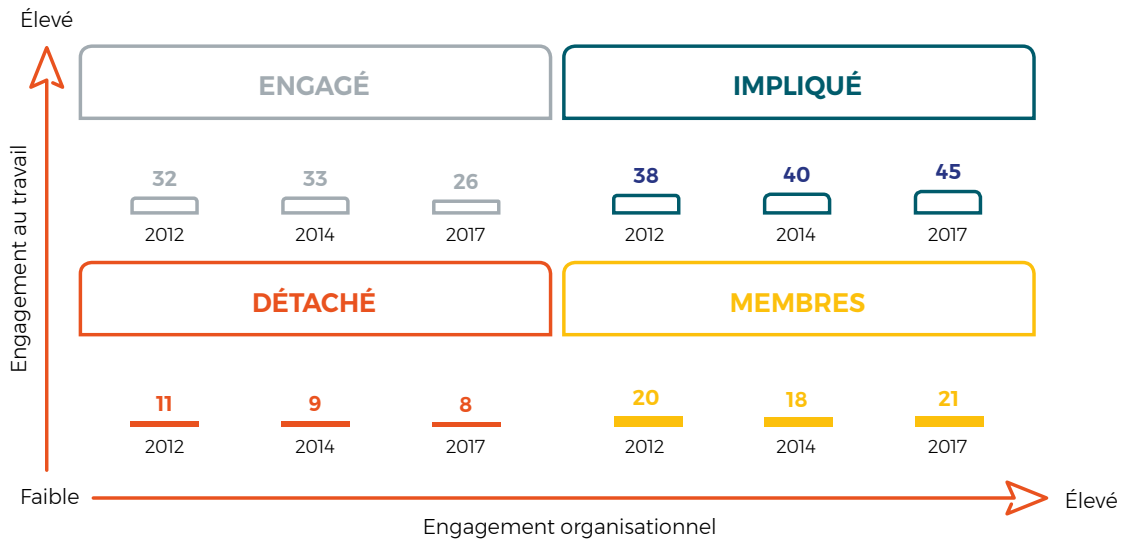 Élevé
ENGAGÉ
IMPLIQUÉ
Engagement au travail
32 33 26
2012 2014 2017
38 40 45
2012 2014 2017
DÉTACHÉ
MEMBRES
11 9 8
2012 2014 2017
20 18 21
2012 2014 2017
Faible
Élevé
Engagement organisationnel